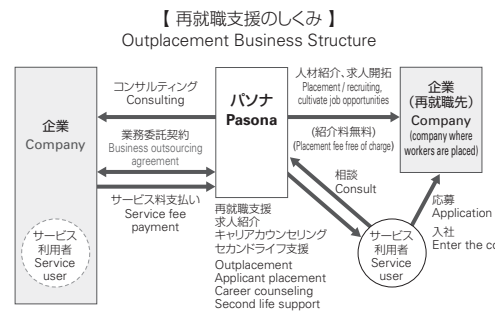 【 再就職支援のしくみ 】
Outplacement Business Structure
企業
Company
サービス
利用者
Service
user
コンサルティング
Consulting
業務委託契約
Business outsourcing
agreement
サービス料支払い
Service fee
payment
パソナ
Pasona
再就職支援
求人紹介
キャリアカウンセリング
セカンドライフ支援
Outplacement
Applicant placement
Career counseling
Second life support
人材紹介、求人開拓
Placement / recruiting,
cultivate job opportunities
(紹介料無料)
(Placement fee free of charge)
相談
Consult
サービス
利用者
Service
user
企業
(再就職先)
Company
(company where
workers are placed)
応募
Application
入社
Enter the co